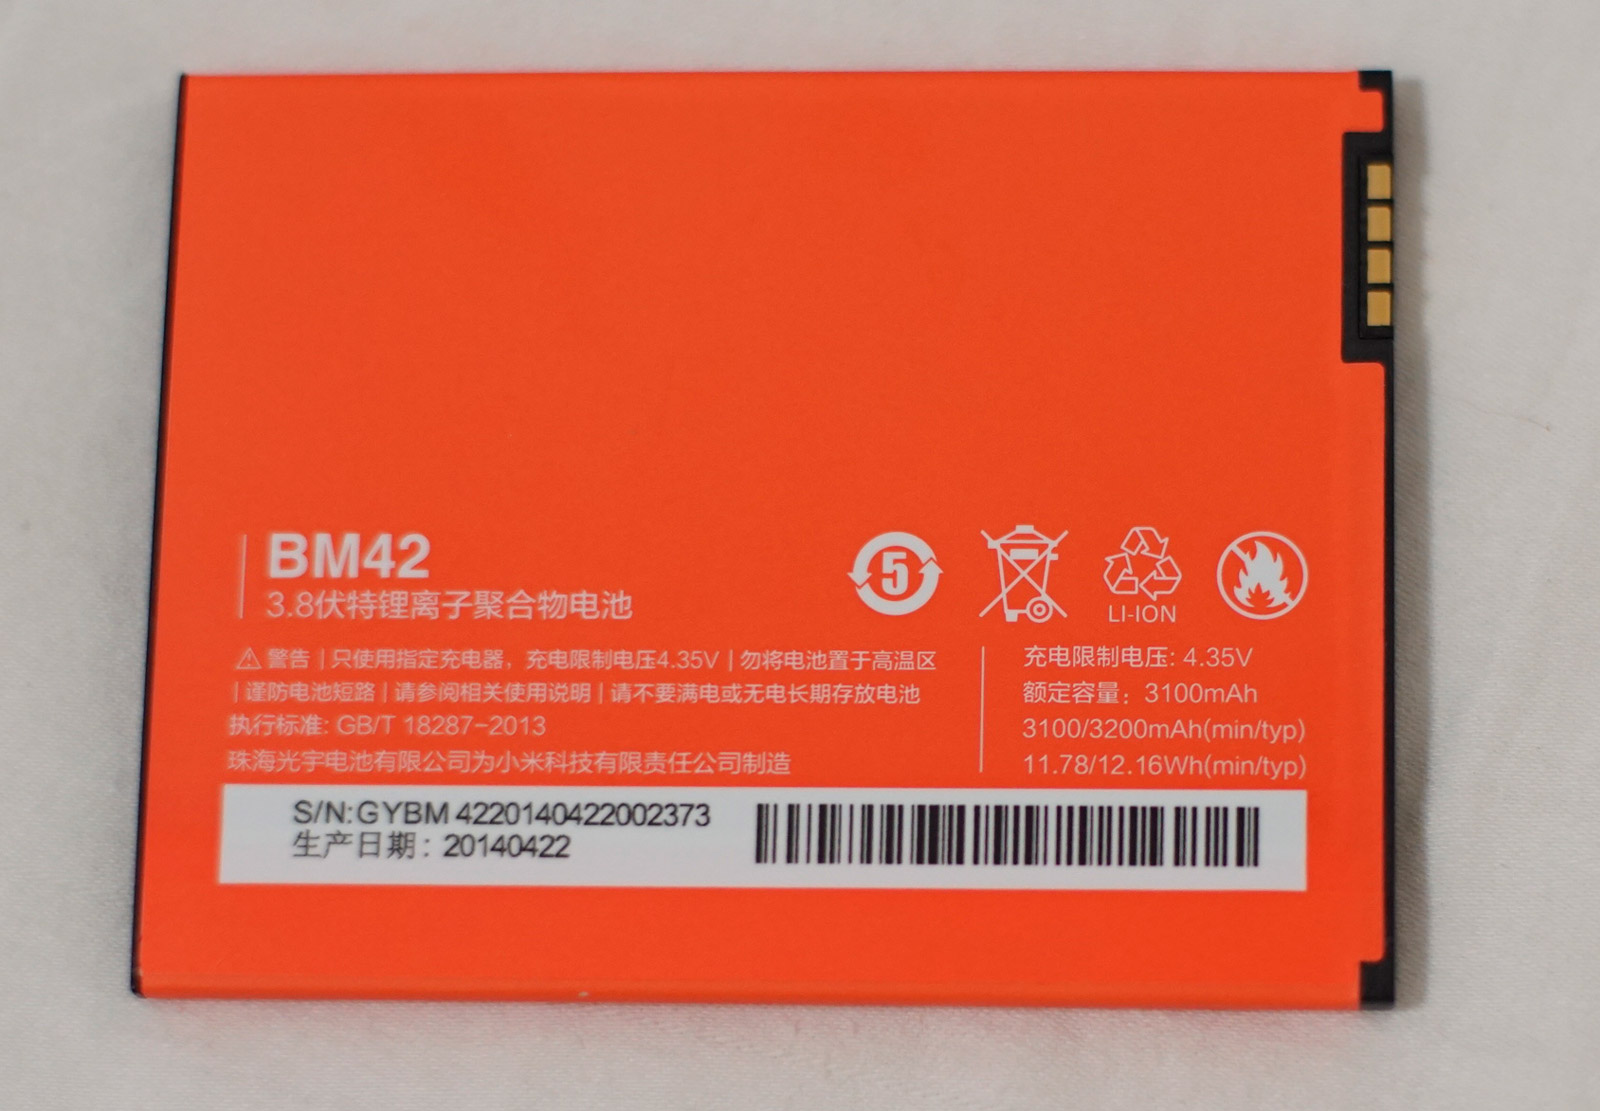 BM42
3.8伏特锂离子聚合物电池
5
LI-ION
警告 | 只使用指定充电器，充电限制电压4.35V | 勿将电池置于高温区
| 谨防电池短路 | 请参阅相关使用说明 | 请不要满电或无电长期存放电池
执行标准: GB/T 18287-2013
珠海光宇电池有限公司为小米科技有限责任公司制造
充电限制电压: 4.35V
额定容量：3100mAh
3100/3200mAh(min/typ)
11.78/12.16Wh(min/typ)
S/N:GYBM4220140422002373
生产日期：20140422